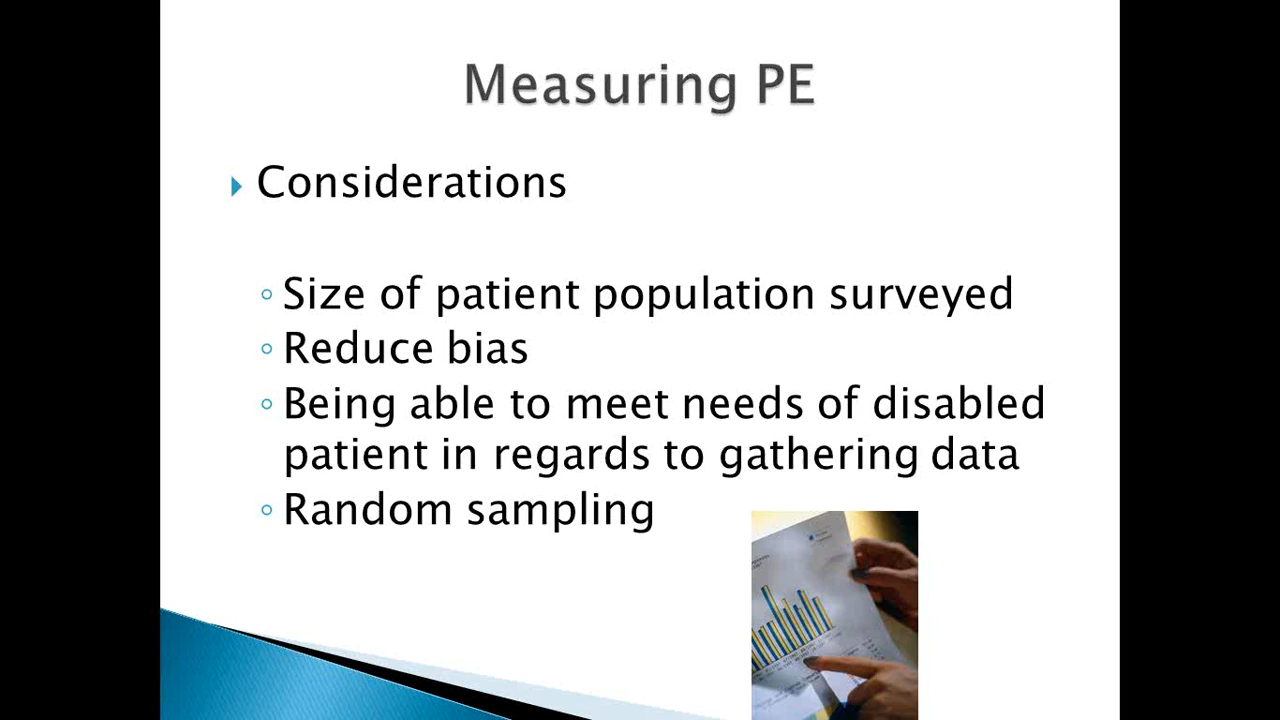 Measuring PE
Considerations
Size of patient population surveyed
Reduce bias
Being able to meet needs of disabled
patient in regards to gathering data
Random sampling